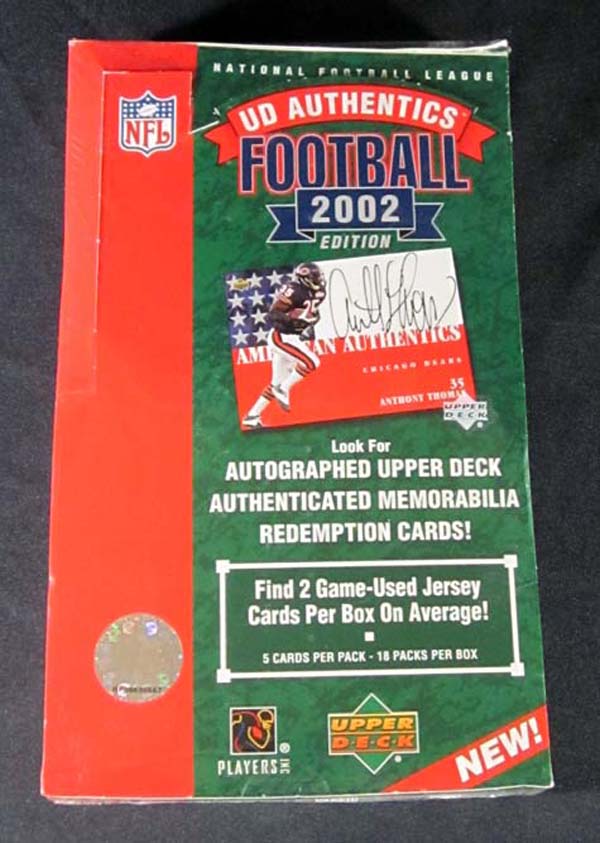 NATIONAL FOOTBALL LEAGUE
NFL
UD AUTHENTICS
FOOTBALL
2002
EDITION
35
AUTHENTICS
CHICAGO BEARS
35
ANTHONY THOMAS
UPPER
DECK
Look For
AUTOGRAPHED UPPER DECK
AUTHENTICATED MEMORABILIA
REDEMPTION CARDS!
Find 2 Game-Used Jersey
Cards Per Box On Average!
5 CARDS PER PACK - 18 PACKS PER BOX
PLAYERS INC ®
UPPER
D·E·C·K
NEW!